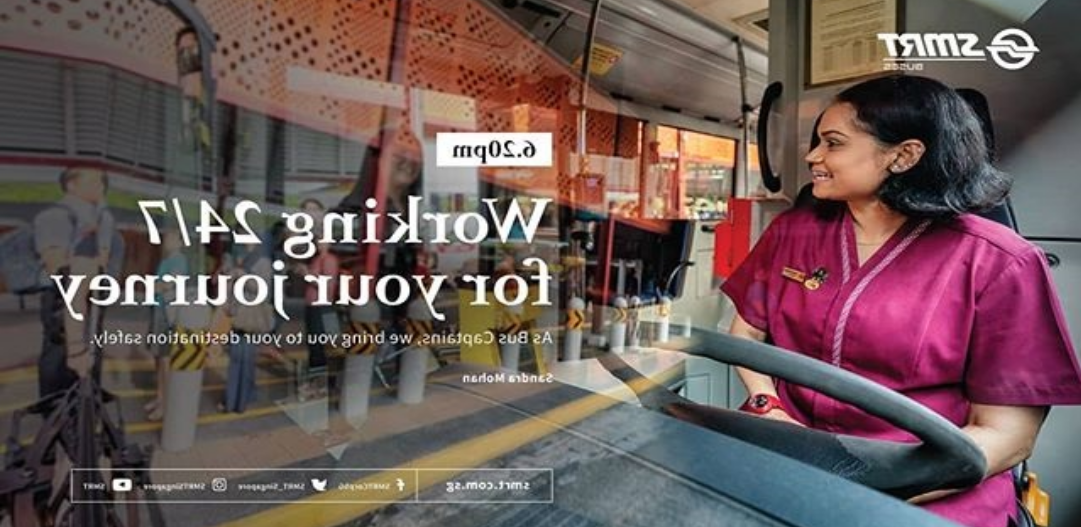 SMRT
BUSES
6.20pm
Working 24/7
for your journey
As Bus Captains, we bring you to your destination safely.
Sandra Mohan
smrt.com.sg
SMRTCorpSG
SMRT_Singapore
SMRTSingapore
SMRT